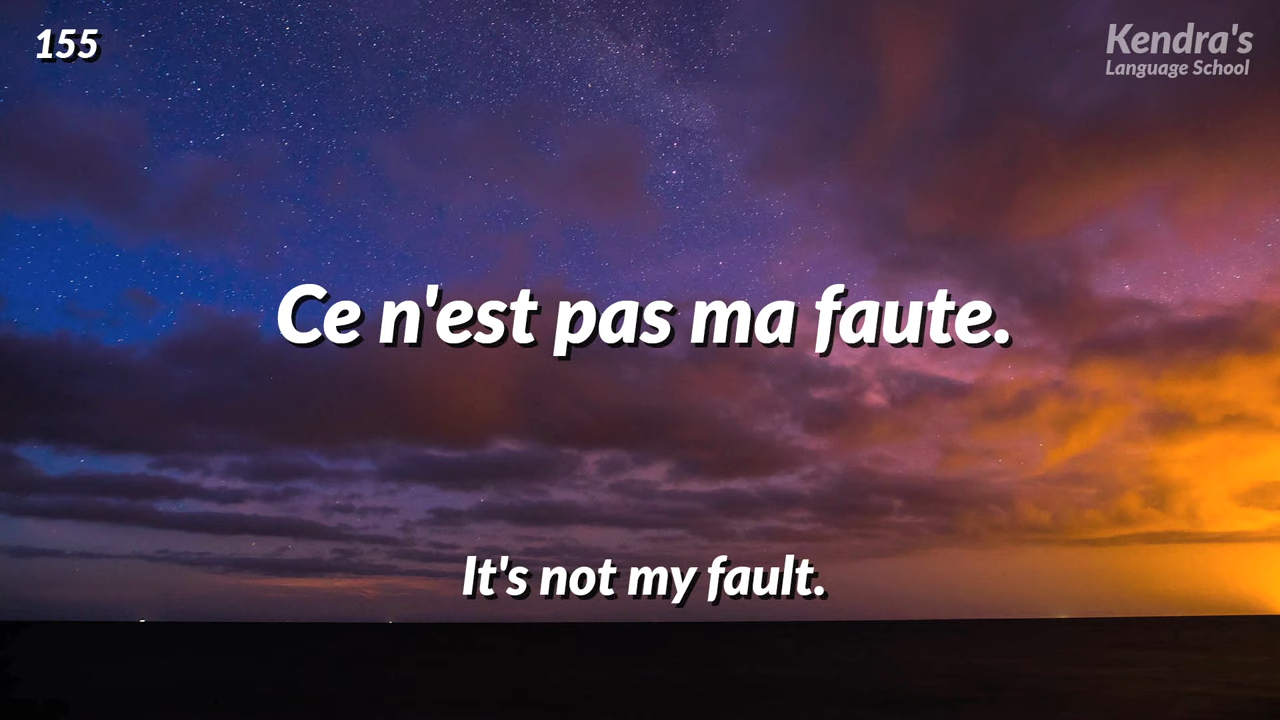 155
Kendra's
Language School
Ce n'est pas ma faute.
It's not my fault.